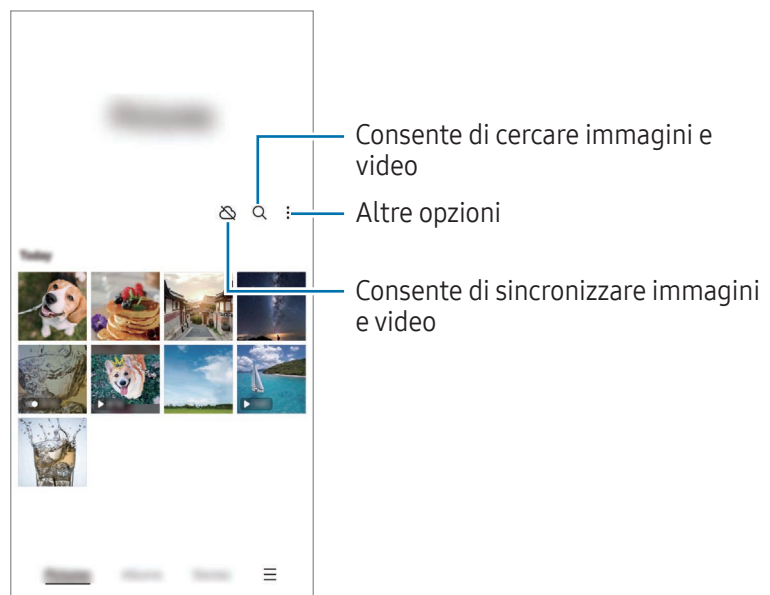 Consente di cercare immagini e
video
Altre opzioni
Today
Consente di sincronizzare immagini
e video